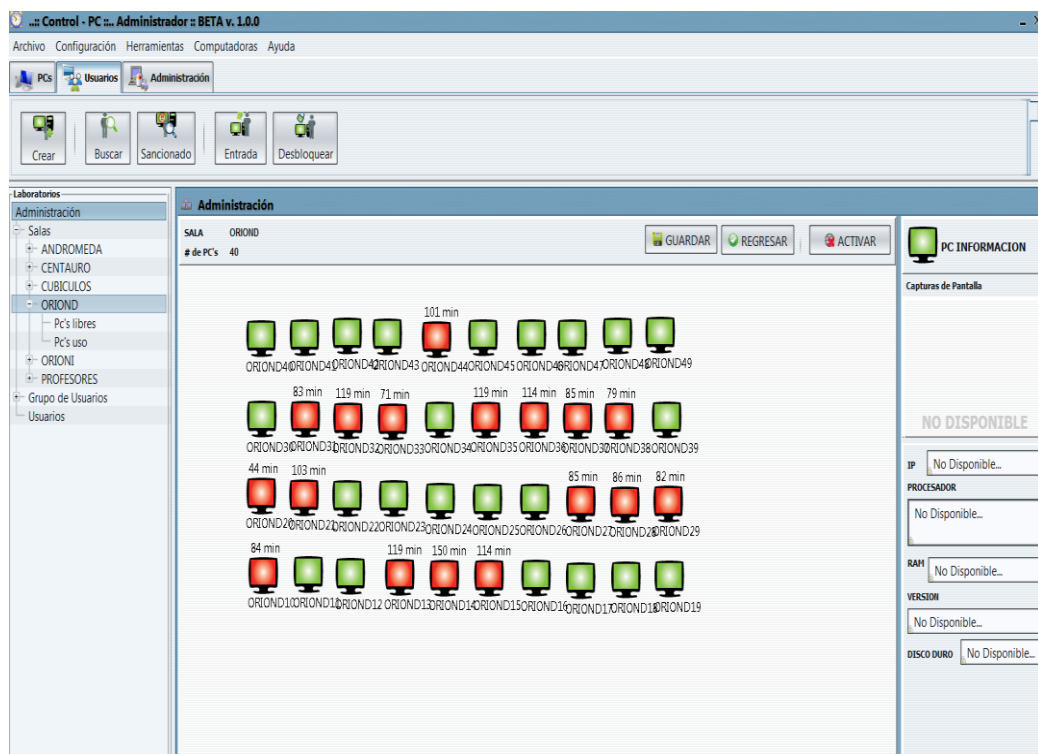 ..:: Control - PC ::.. Administrador :: BETA v. 1.0.0
Archivo Configuración Herramientas Computadoras Ayuda
PCs Usuarios Administración
Crear Buscar Sancionado Entrada Desbloquear
Laboratorios
Administración
Salas
ANDROMEDA
CENTAURO
CUBICULOS
ORIOND
Pc's libres
Pc's uso
ORIONI
PROFESORES
Grupo de Usuarios
Usuarios
Administración
SALA ORIOND
# de PC's 40
GUARDAR REGRESAR ACTIVAR
101 min
ORIOND40 ORIOND41 ORIOND42 ORIOND43 ORIOND44 ORIOND45 ORIOND46 ORIOND47 ORIOND48 ORIOND49
83 min 119 min 71 min 119 min 114 min 85 min 79 min
ORIOND30 ORIOND31 ORIOND32 ORIOND33 ORIOND34 ORIOND35 ORIOND36 ORIOND37 ORIOND38 ORIOND39
44 min 103 min 85 min 86 min 82 min
ORIOND20 ORIOND21 ORIOND22 ORIOND23 ORIOND24 ORIOND25 ORIOND26 ORIOND27 ORIOND28 ORIOND29
84 min 119 min 150 min 114 min
ORIOND10 ORIOND11 ORIOND12 ORIOND13 ORIOND14 ORIOND15 ORIOND16 ORIOND17 ORIOND18 ORIOND19
PC INFORMACION
Capturas de Pantalla
NO DISPONIBLE
IP No Disponible...
PROCESADOR
No Disponible...
RAM No Disponible...
VERSION
No Disponible...
DISCO DURO No Disponible...